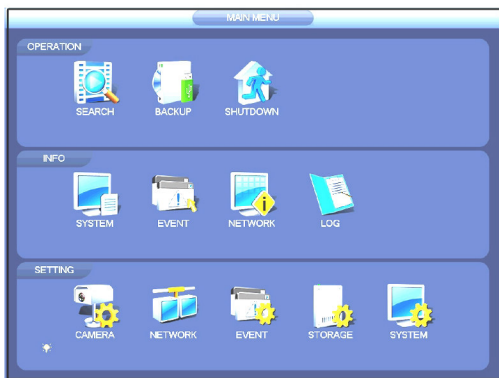 MAIN MENU
OPERATION
SEARCH BACKUP SHUTDOWN
INFO
SYSTEM EVENT NETWORK LOG
SETTING
CAMERA NETWORK EVENT STORAGE SYSTEM